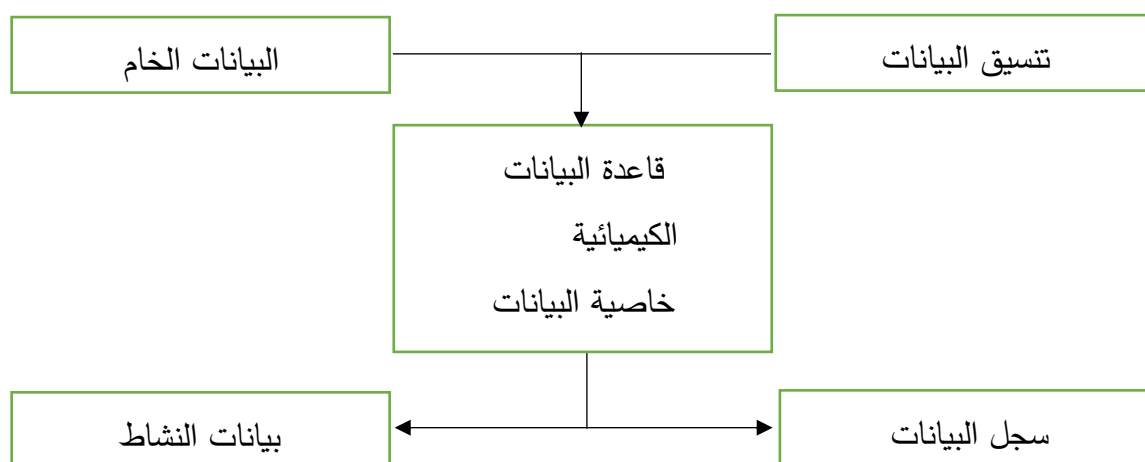 تنسيق البيانات
البيانات الخام
قاعدة البيانات
الكيميائية
خاصية البيانات
سجل البيانات
بيانات النشاط